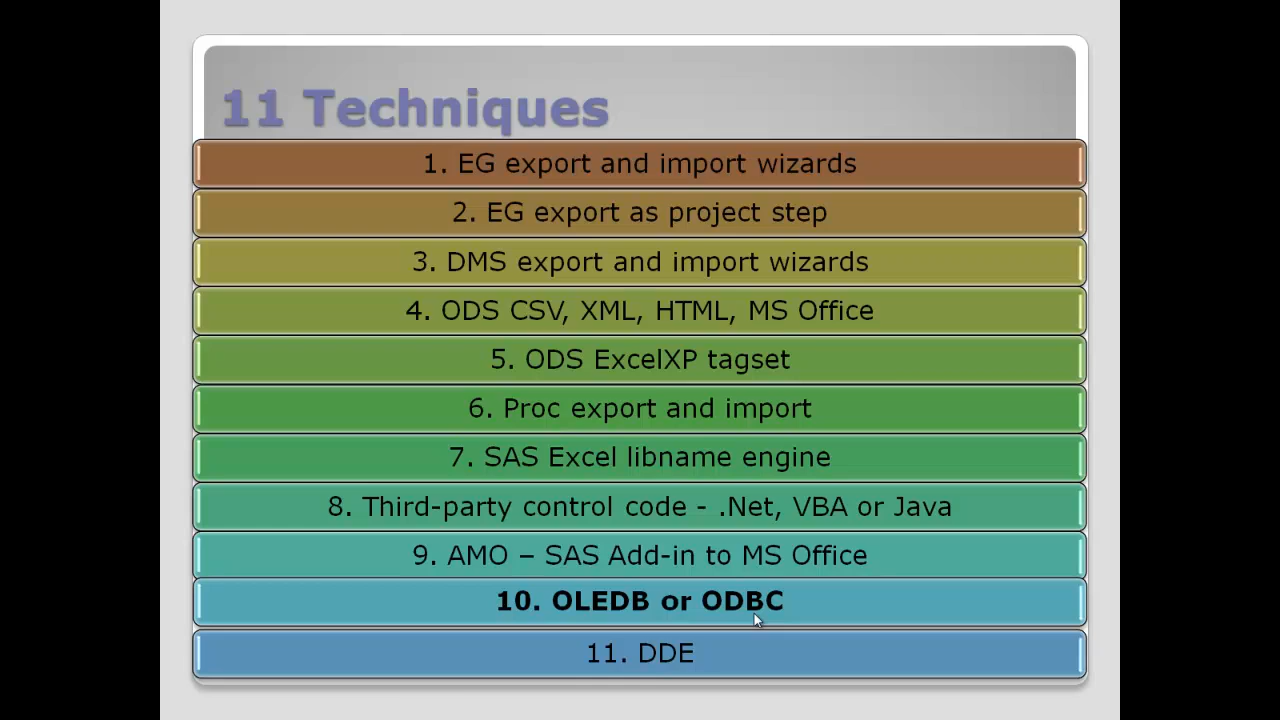 11 Techniques
1. EG export and import wizards
2. EG export as project step
3. DMS export and import wizards
4. ODS CSV, XML, HTML, MS Office
5. ODS ExcelXP tagset
6. Proc export and import
7. SAS Excel libname engine
8. Third-party control code - .Net, VBA or Java
9. AMO – SAS Add-in to MS Office
10. OLEDB or ODBC
11. DDE